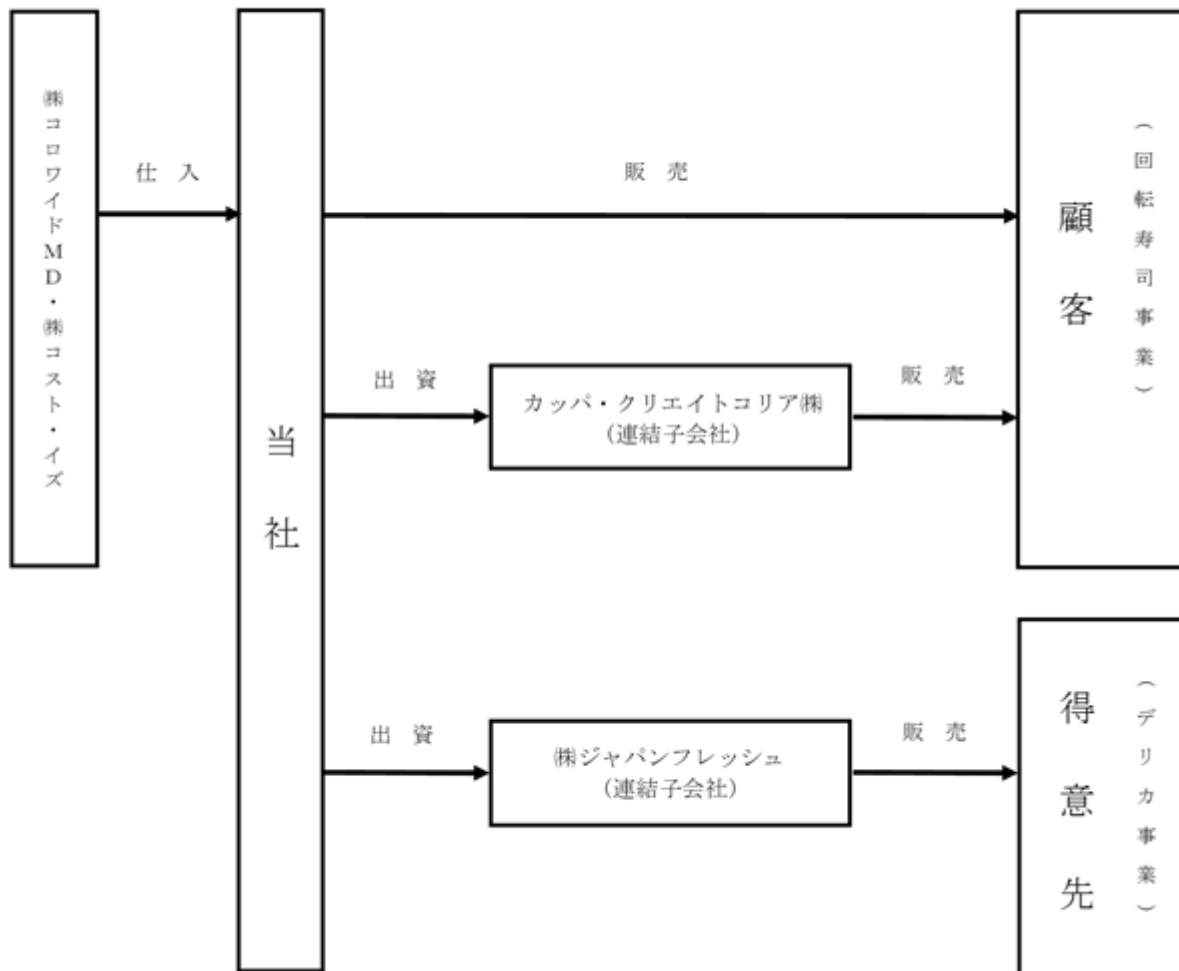 ㈱コロワイドMD・㈱コスト・イズ
仕 入
当 社
販 売
顧 客
（回転寿司事業）
出 資
カッパ・クリエイトコリア㈱
（連結子会社）
販 売
出 資
㈱ジャパンフレッシュ
（連結子会社）
販 売
得 意 先
（デリカ事業）